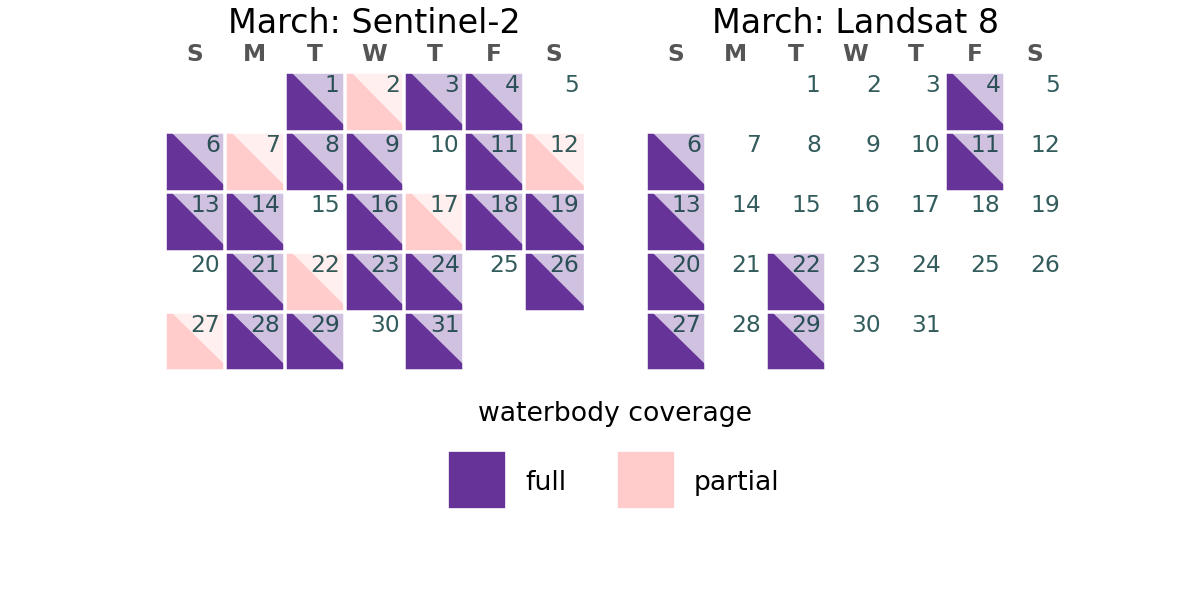 March: Sentinel-2
S M T W T F S
1 2 3 4 5
6 7 8 9 10 11 12
13 14 15 16 17 18 19
20 21 22 23 24 25 26
27 28 29 30 31
March: Landsat 8
S M T W T F S
1 2 3 4 5
6 7 8 9 10 11 12
13 14 15 16 17 18 19
20 21 22 23 24 25 26
27 28 29 30 31
waterbody coverage
full partial